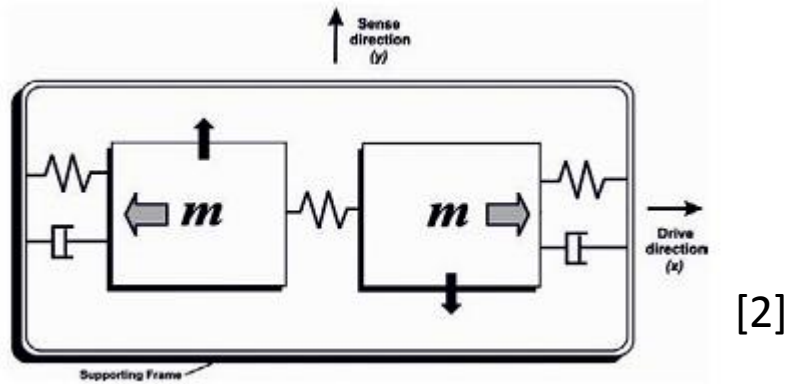 Sense
direction
(y)
m
m
Drive
direction
(x)
[2]
Supporting Frame